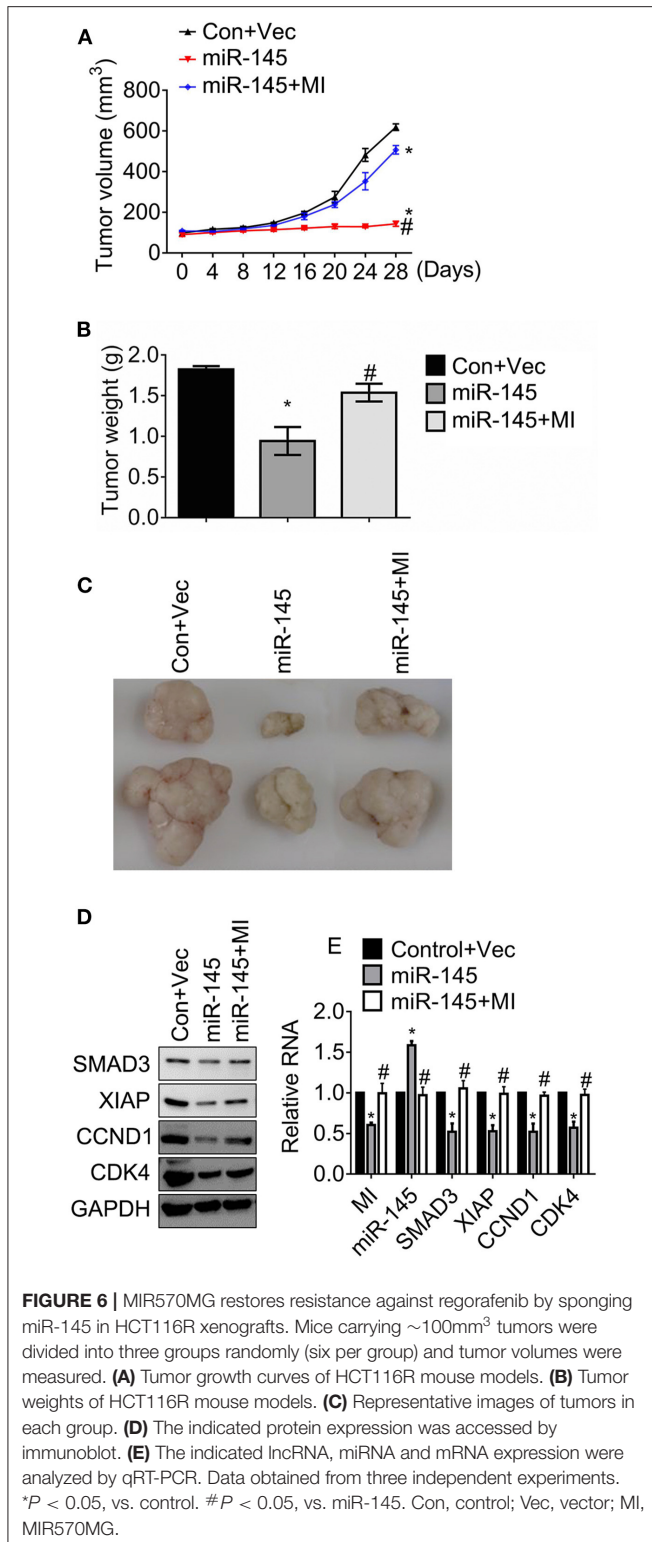 A
Con+Vec
miR-145
miR-145+MI
Tumor volume (mm³)
800
600
400
200
0
*
*
#
0 4 8 12 16 20 24 28 (Days)
B
Tumor weight (g)
2.0
1.5
1.0
0.5
0.0
*
#
Con+Vec
miR-145
miR-145+MI
C
Con+Vec
miR-145
miR-145+MI
D
Con+Vec
miR-145
miR-145+MI
SMAD3
XIAP
CCND1
CDK4
GAPDH
E
Control+Vec
miR-145
miR-145+MI
Relative RNA
2.0
1.5
1.0
0.5
0.0
* # * # * # * # * # * #
MI
miR-145
SMAD3
XIAP
CCND1
CDK4
FIGURE 6 | MIR570MG restores resistance against regorafenib by sponging
miR-145 in HCT116R xenografts. Mice carrying ~100mm³ tumors were
divided into three groups randomly (six per group) and tumor volumes were
measured. (A) Tumor growth curves of HCT116R mouse models. (B) Tumor
weights of HCT116R mouse models. (C) Representative images of tumors in
each group. (D) The indicated protein expression was accessed by
immunoblot. (E) The indicated lncRNA, miRNA and mRNA expression were
analyzed by qRT-PCR. Data obtained from three independent experiments.
*P < 0.05, vs. control. #P < 0.05, vs. miR-145. Con, control; Vec, vector; MI,
MIR570MG.